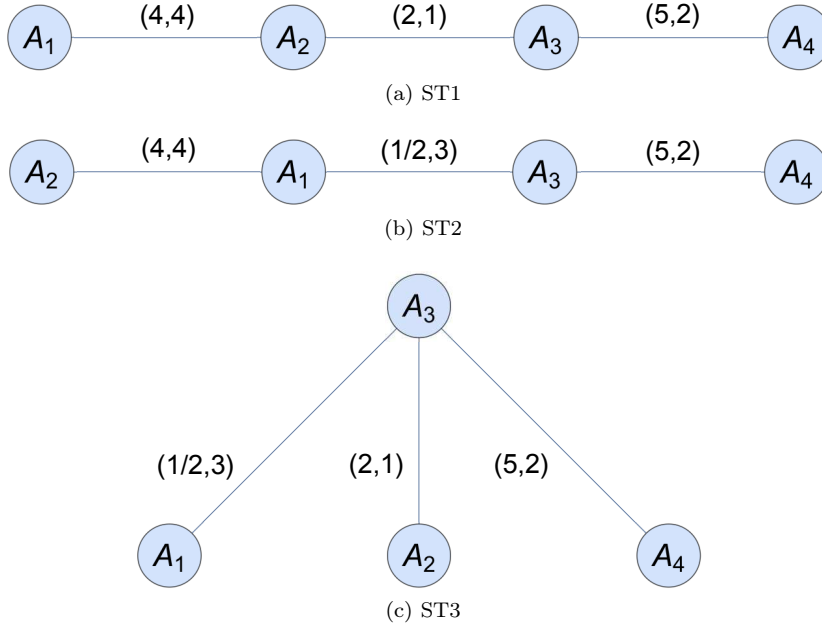 (4,4) (2,1) (5,2)
A1 A2 A3 A4
(a) ST1
(4,4) (1/2,3) (5,2)
A2 A1 A3 A4
(b) ST2
A3
(1/2,3) (2,1) (5,2)
A1 A2 A4
(c) ST3